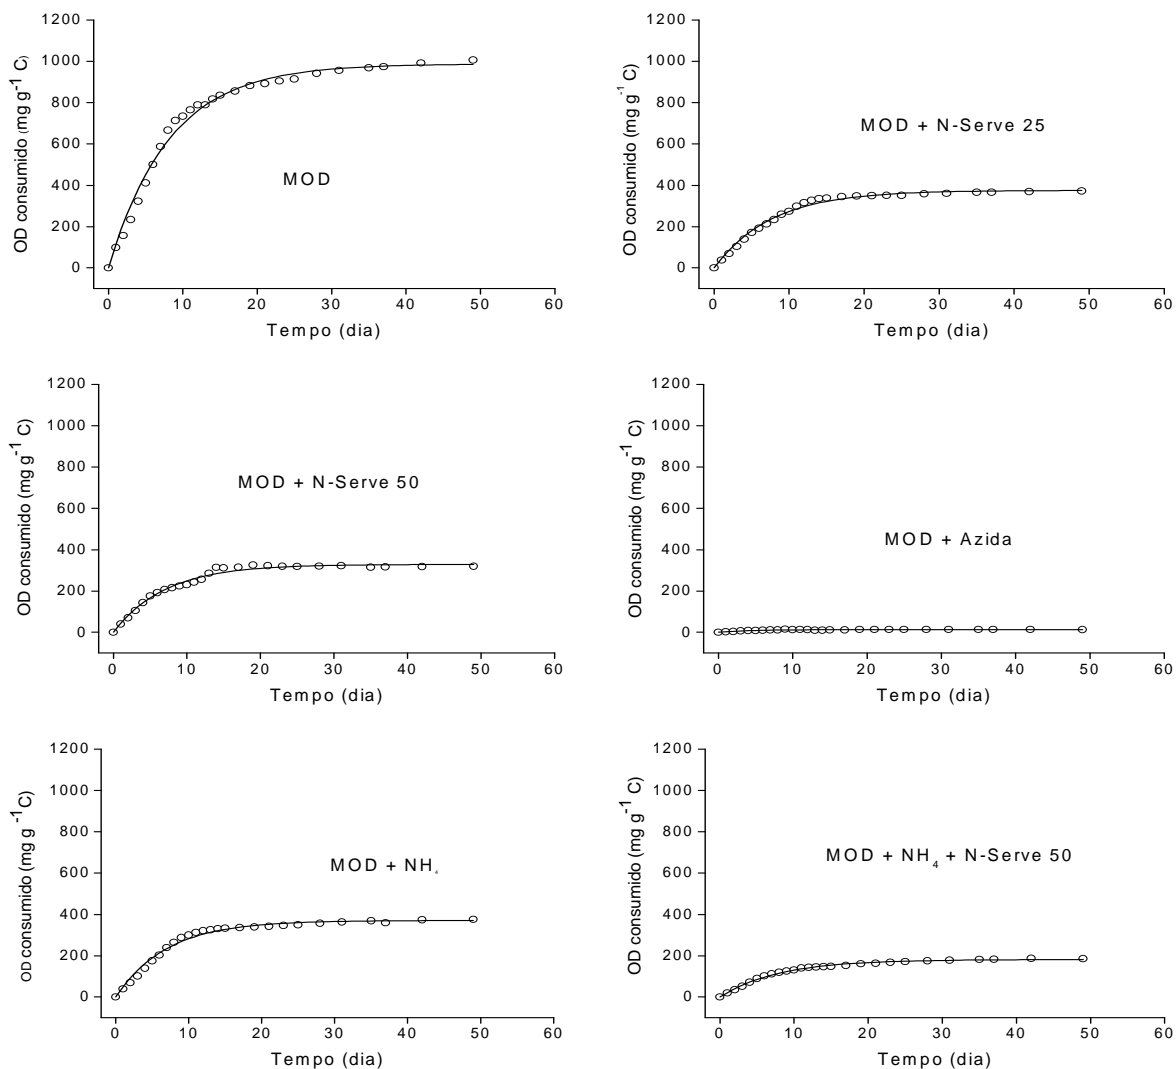 1200
1000
800
600
400
200
0
OD consumido (mg g-1 C)
MOD
0 10 20 30 40 50 60
Tempo (dia)
1200
1000
800
600
400
200
0
OD consumido (mg g-1 C)
MOD + N-Serve 25
0 10 20 30 40 50 60
Tempo (dia)
1200
1000
800
600
400
200
0
OD consumido (mg g-1 C)
MOD + N-Serve 50
0 10 20 30 40 50 60
Tempo (dia)
1200
1000
800
600
400
200
0
OD consumido (mg g-1 C)
MOD + Azida
0 10 20 30 40 50 60
Tempo (dia)
1200
1000
800
600
400
200
0
OD consumido (mg g-1 C)
MOD + NH4
0 10 20 30 40 50 60
Tempo (dia)
1200
1000
800
600
400
200
0
OD consumido (mg g-1 C)
MOD + NH4 + N-Serve 50
0 10 20 30 40 50 60
Tempo (dia)